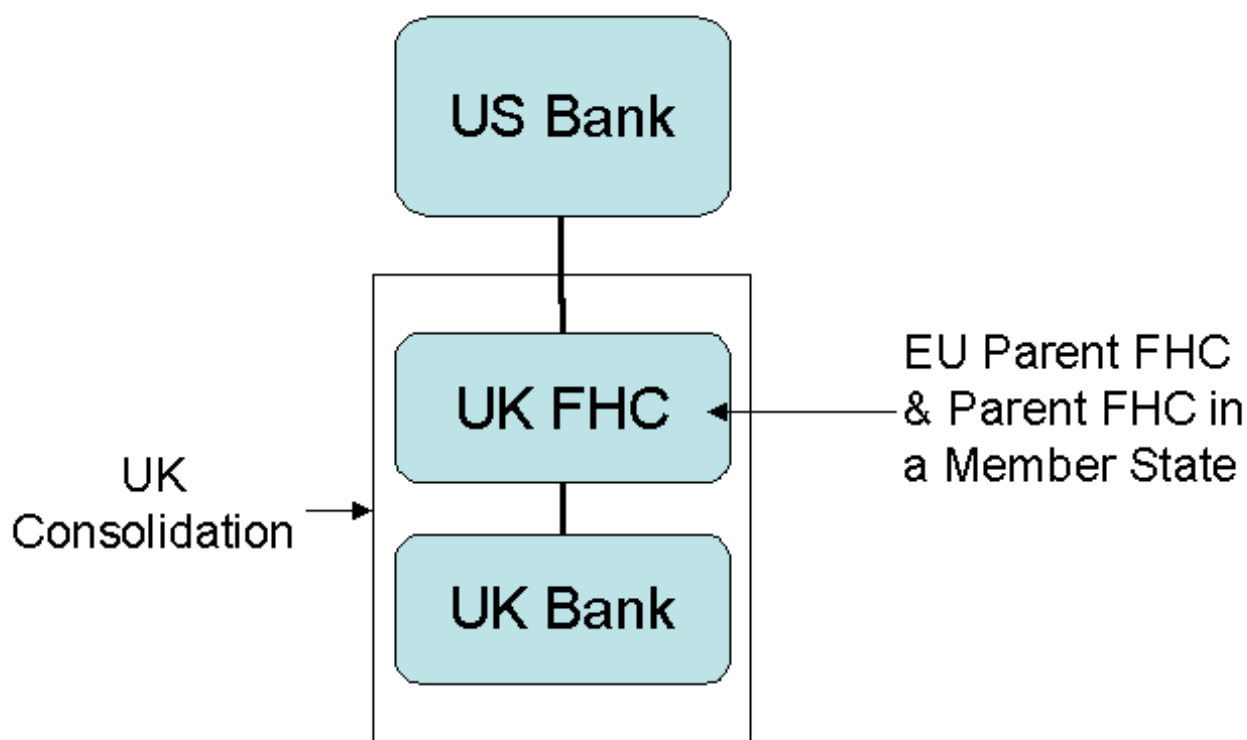 US Bank
UK FHC
EU Parent FHC
& Parent FHC in
a Member State
UK
Consolidation
UK Bank